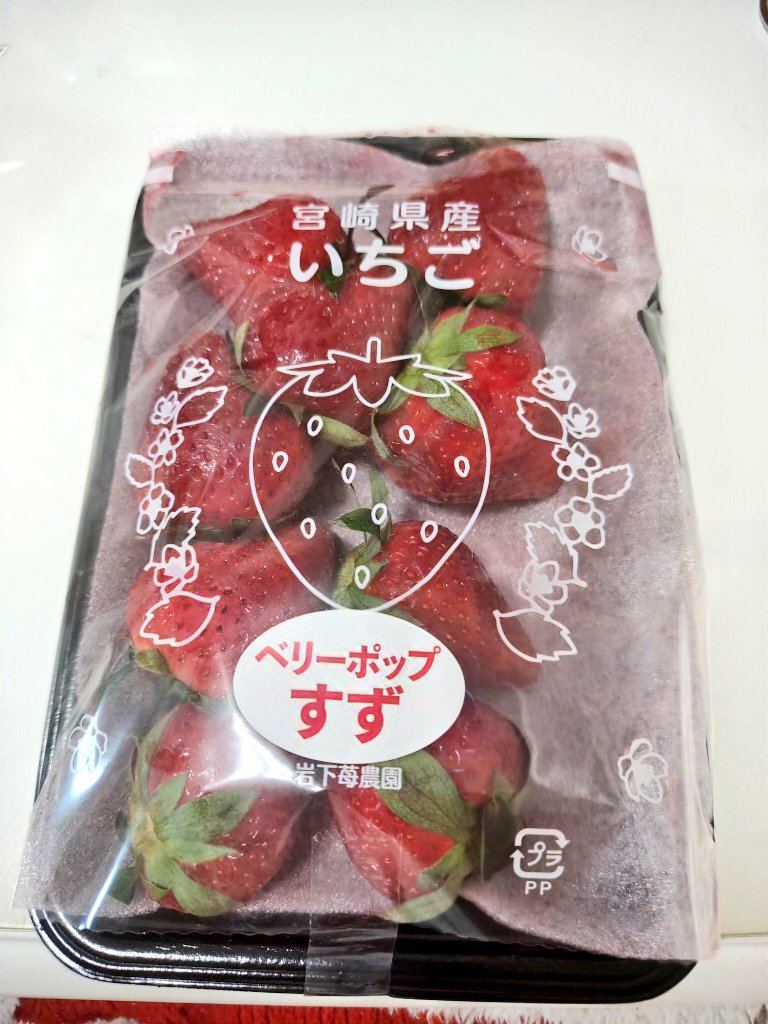 宮崎県産
いちご
ベリーポップ
すず
岩下苺農園
プラ
PP